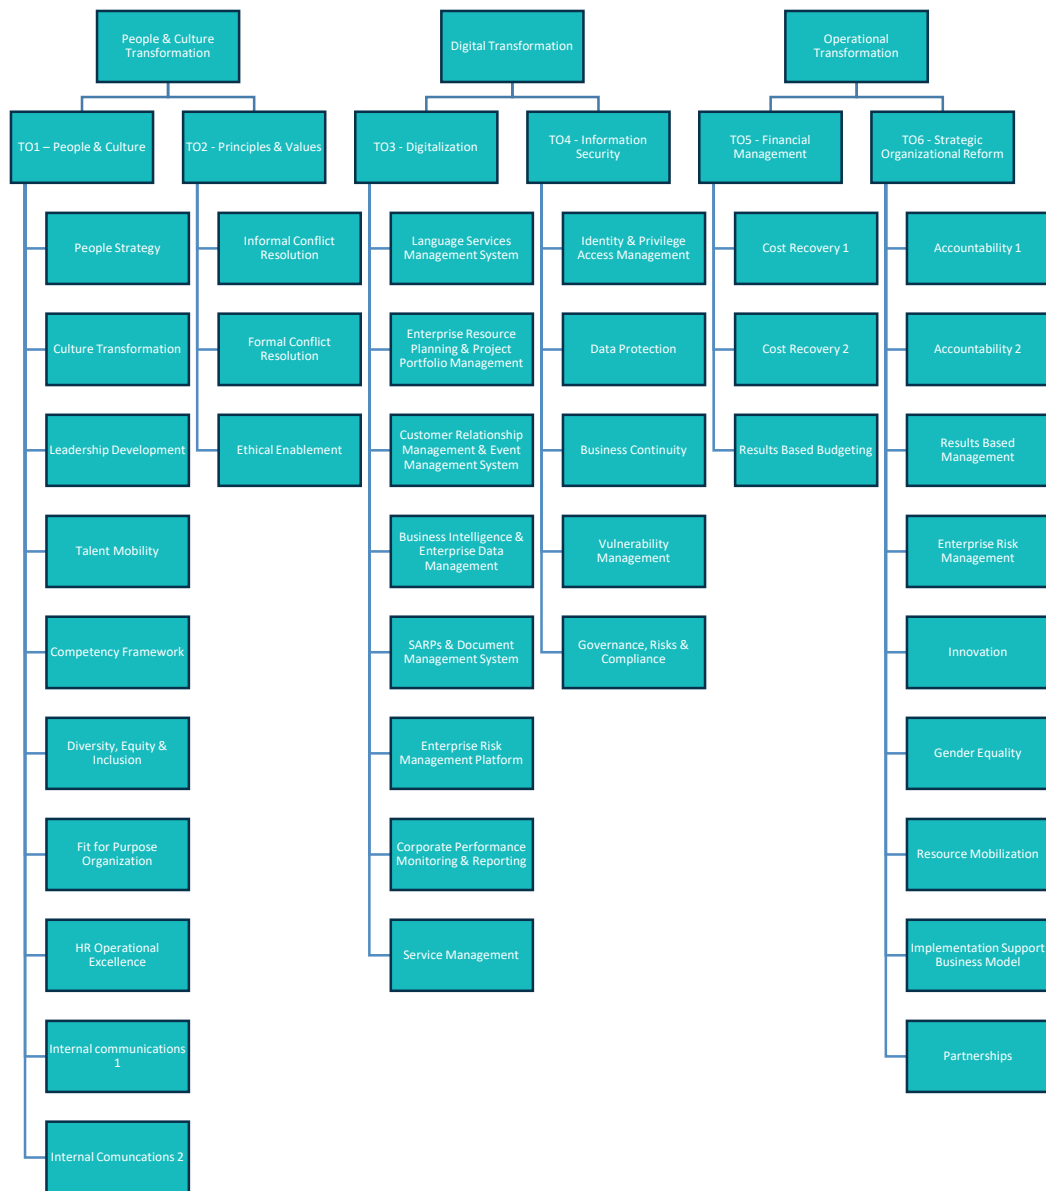 People & Culture
Transformation
Digital Transformation
Operational
Transformation
TO1 – People & Culture
TO2 - Principles & Values
TO3 - Digitalization
TO4 - Information
Security
TO5 - Financial
Management
TO6 - Strategic
Organizational Reform
People Strategy
Culture Transformation
Leadership Development
Talent Mobility
Competency Framework
Diversity, Equity &
Inclusion
Fit for Purpose
Organization
HR Operational
Excellence
Internal communications
1
Internal Comuncations 2
Informal Conflict
Resolution
Formal Conflict
Resolution
Ethical Enablement
Language Services
Management System
Enterprise Resource
Planning & Project
Portfolio Management
Customer Relationship
Management & Event
Management System
Business Intelligence &
Enterprise Data
Management
SARPs & Document
Management System
Enterprise Risk
Management Platform
Corporate Performance
Monitoring & Reporting
Service Management
Identity & Privilege
Access Management
Data Protection
Business Continuity
Vulnerability
Management
Governance, Risks &
Compliance
Cost Recovery 1
Cost Recovery 2
Results Based Budgeting
Accountability 1
Accountability 2
Results Based
Management
Enterprise Risk
Management
Innovation
Gender Equality
Resource Mobilization
Implementation Support
Business Model
Partnerships